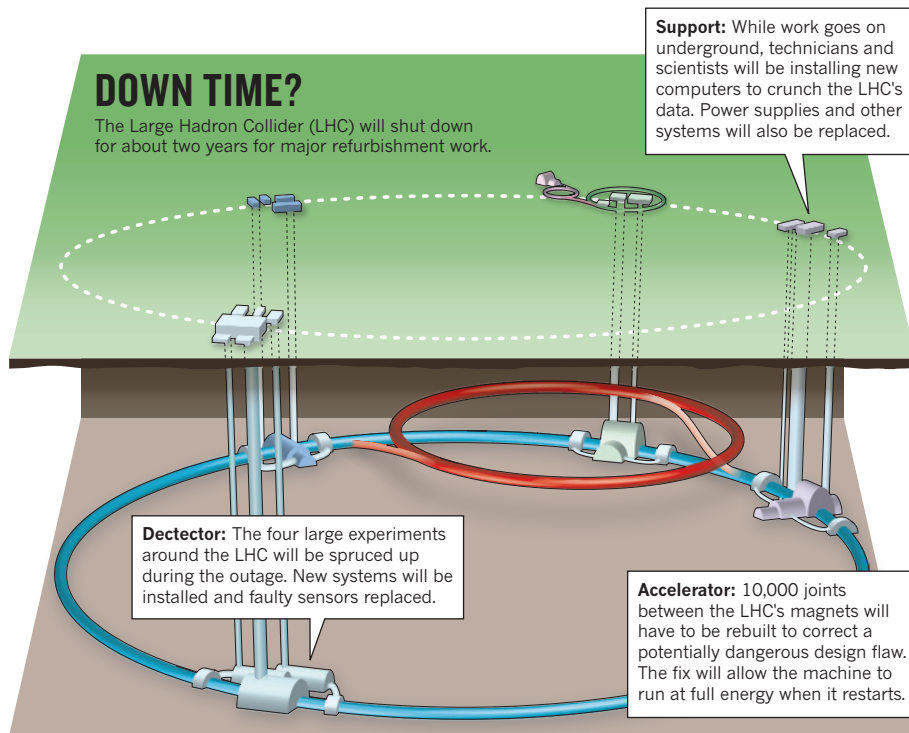 DOWN TIME?
The Large Hadron Collider (LHC) will shut down
for about two years for major refurbishment work.
Support: While work goes on
underground, technicians and
scientists will be installing new
computers to crunch the LHC's
data. Power supplies and other
systems will also be replaced.
Dectector: The four large experiments
around the LHC will be spruced up
during the outage. New systems will be
installed and faulty sensors replaced.
Accelerator: 10,000 joints
between the LHC's magnets will
have to be rebuilt to correct a
potentially dangerous design flaw.
The fix will allow the machine to
run at full energy when it restarts.